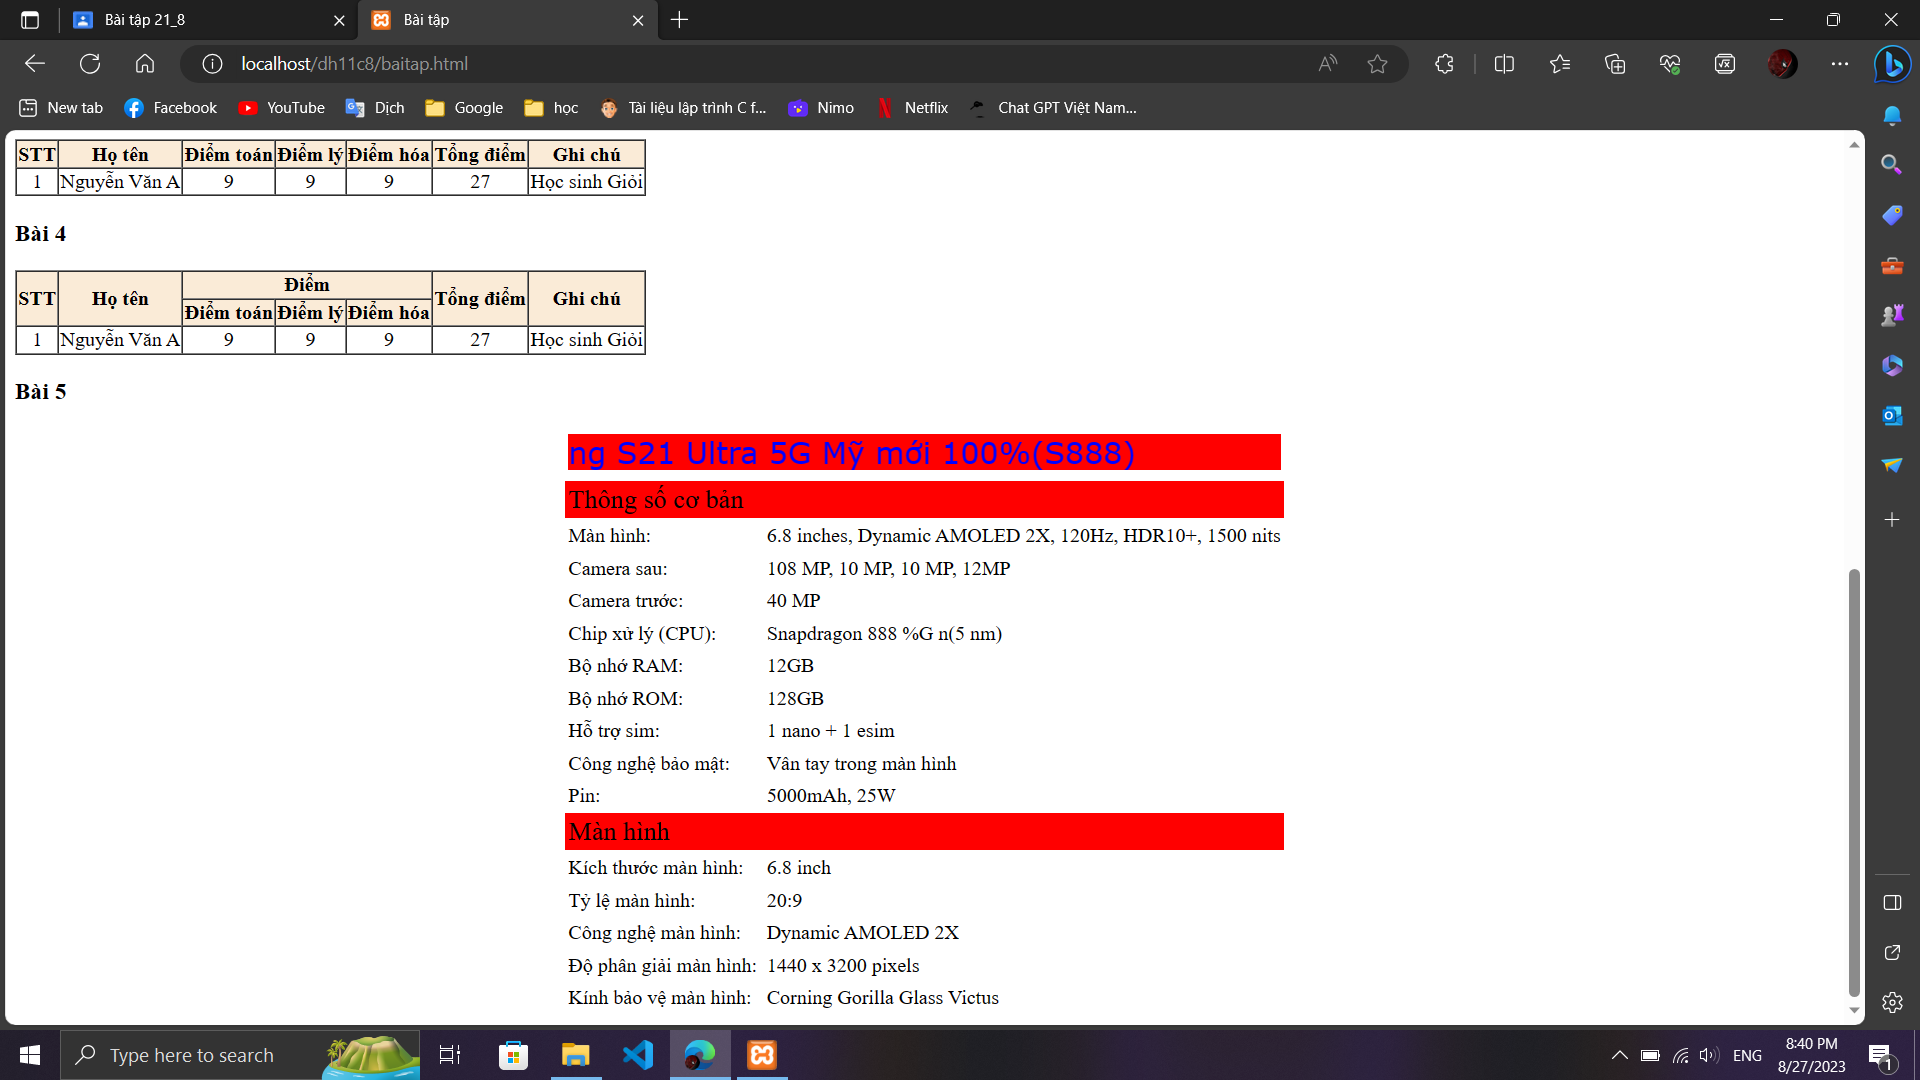 Bài tập 21_8
Bài tập
localhost/dh11c8/baitap.html
New tab Facebook YouTube Dịch Google học Tài liệu lập trình C f... Nimo Netflix Chat GPT Việt Nam...
STT Họ tên Điểm toán Điểm lý Điểm hóa Tổng điểm Ghi chú
1 Nguyễn Văn A 9 9 9 27 Học sinh Giỏi
Bài 4
STT Họ tên Điểm Tổng điểm Ghi chú
Điểm toán Điểm lý Điểm hóa
1 Nguyễn Văn A 9 9 9 27 Học sinh Giỏi
Bài 5
ng S21 Ultra 5G Mỹ mới 100%(S888)
Thông số cơ bản
Màn hình: 6.8 inches, Dynamic AMOLED 2X, 120Hz, HDR10+, 1500 nits
Camera sau: 108 MP, 10 MP, 10 MP, 12MP
Camera trước: 40 MP
Chip xử lý (CPU): Snapdragon 888 %G n(5 nm)
Bộ nhớ RAM: 12GB
Bộ nhớ ROM: 128GB
Hỗ trợ sim: 1 nano + 1 esim
Công nghệ bảo mật: Vân tay trong màn hình
Pin: 5000mAh, 25W
Màn hình
Kích thước màn hình: 6.8 inch
Tỷ lệ màn hình: 20:9
Công nghệ màn hình: Dynamic AMOLED 2X
Độ phân giải màn hình: 1440 x 3200 pixels
Kính bảo vệ màn hình: Corning Gorilla Glass Victus
Type here to search
ENG
8:40 PM
8/27/2023
1